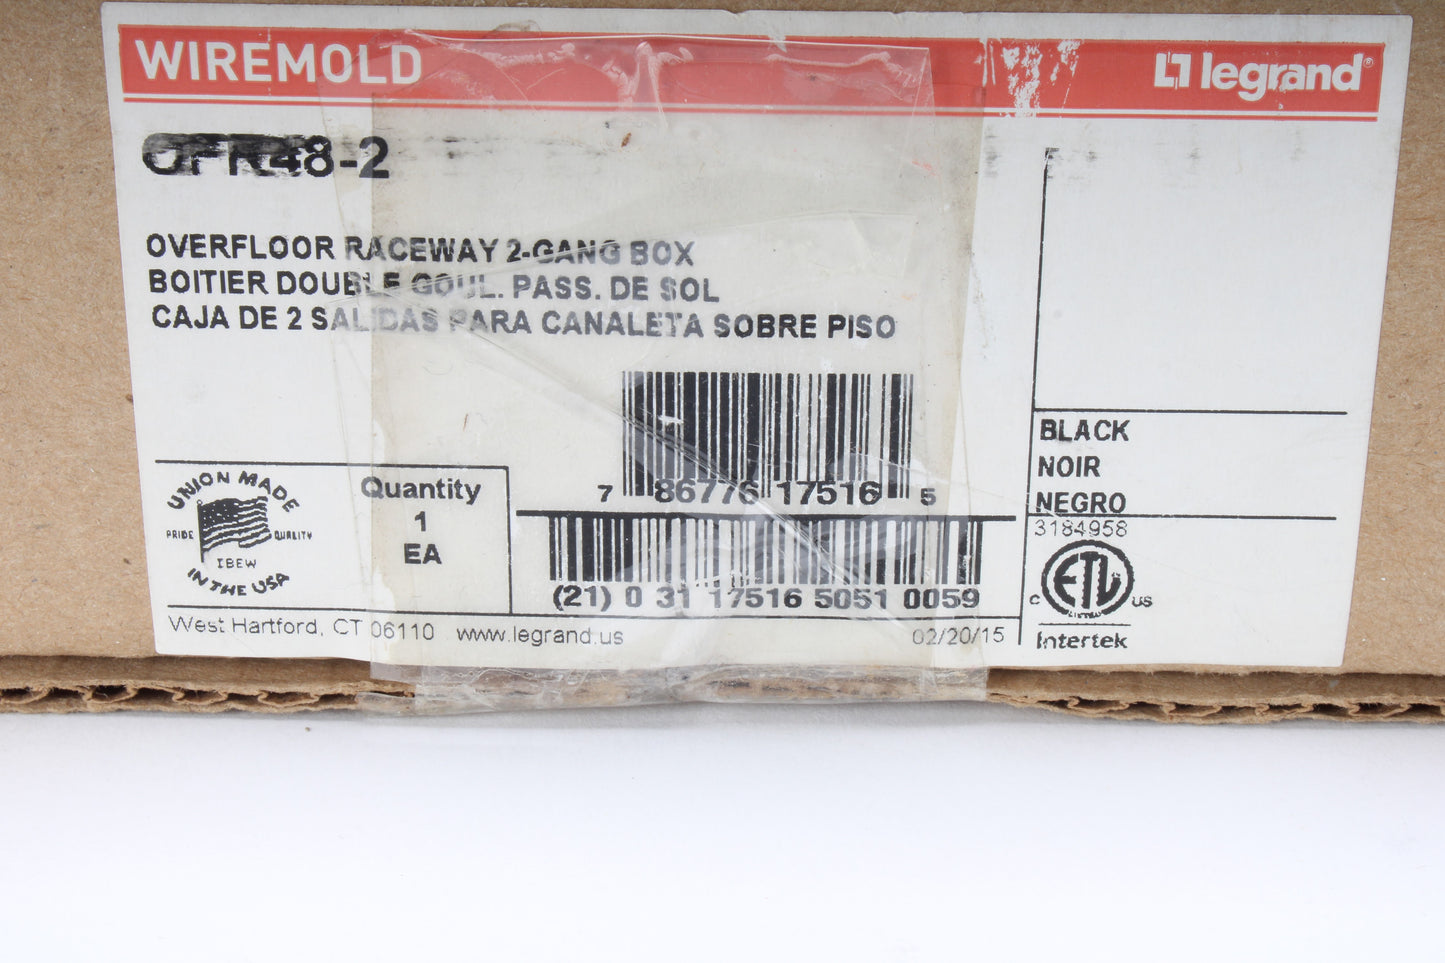 WIREMOLD
legrand®
OFR48-2
OVERFLOOR RACEWAY 2-GANG BOX
BOITIER DOUBLE GOUL. PASS. DE SOL
CAJA DE 2 SALIDAS PARA CANALETA SOBRE PISO
7 86776 17516 5
BLACK
NOIR
NEGRO
3184958
UNION MADE
PRIDE QUALITY
IBEW
IN THE USA
Quantity
1
EA
(21) 0 31 17516 5051 0059
C ETL US
LISTED
Intertek
West Hartford, CT 06110 www.legrand.us
02/20/15